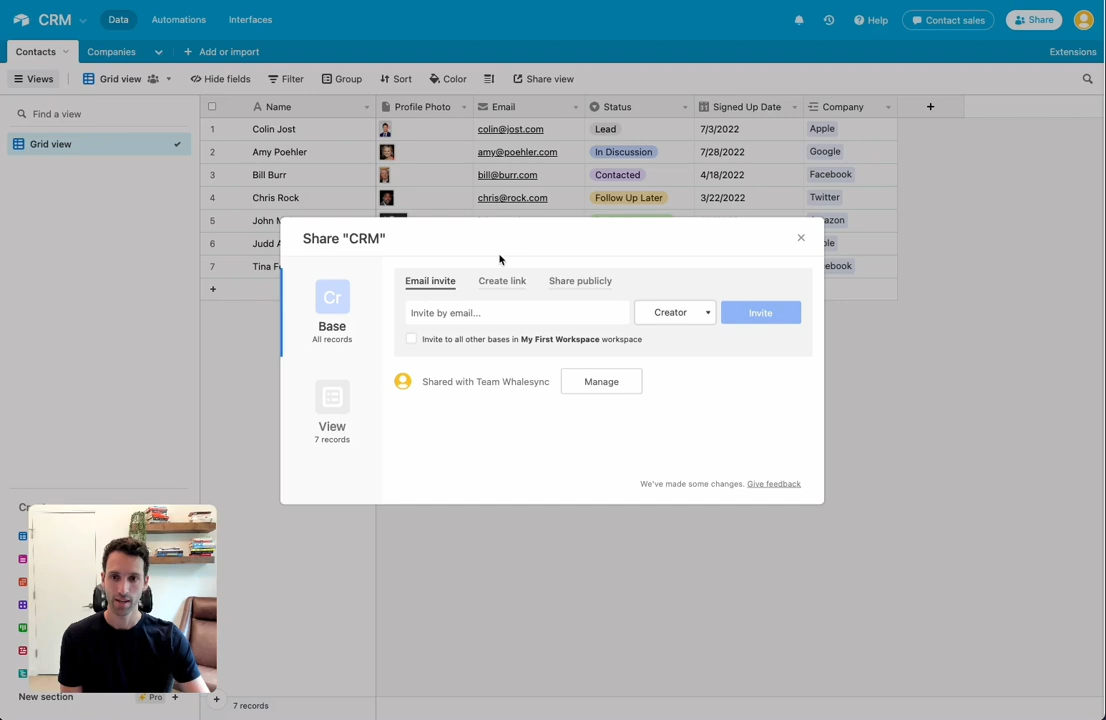 CRM
Data
Automations
Interfaces
Help
Contact sales
Share
Contacts
Companies
Add or import
Extensions
Views
Grid view
Hide fields
Filter
Group
Sort
Color
Share view
Find a view
Grid view
Name
Profile Photo
Email
Status
Signed Up Date
Company
1 Colin Jost colin@jost.com Lead 7/3/2022 Apple
2 Amy Poehler amy@poehler.com In Discussion 7/28/2022 Google
3 Bill Burr bill@burr.com Contacted 4/18/2022 Facebook
4 Chris Rock chris@rock.com Follow Up Later 3/22/2022 Twitter
5 John
6 Judd
7 Tina
Share "CRM"
Cr
Base
All records
View
7 records
Email invite
Create link
Share publicly
Invite by email...
Creator
Invite
Invite to all other bases in My First Workspace workspace
Shared with Team Whalesync
Manage
We've made some changes. Give feedback
New section
Pro
7 records